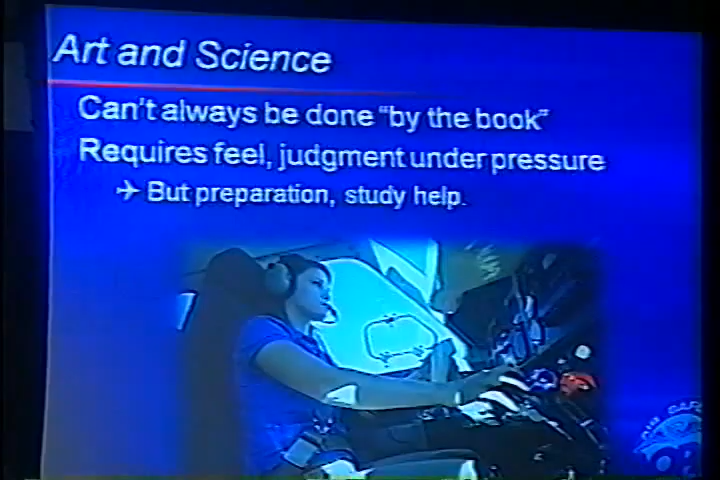 Art and Science
Can't always be done "by the book"
Requires feel, judgment under pressure
But preparation, study help.